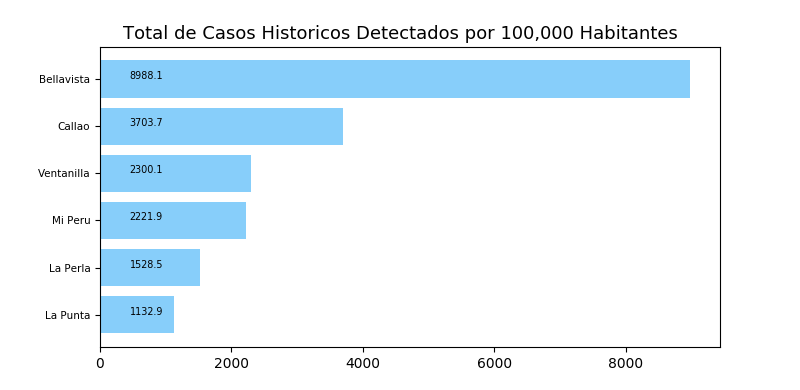 Total de Casos Historicos Detectados por 100,000 Habitantes
Bellavista 8988.1
Callao 3703.7
Ventanilla 2300.1
Mi Peru 2221.9
La Perla 1528.5
La Punta 1132.9
0 2000 4000 6000 8000